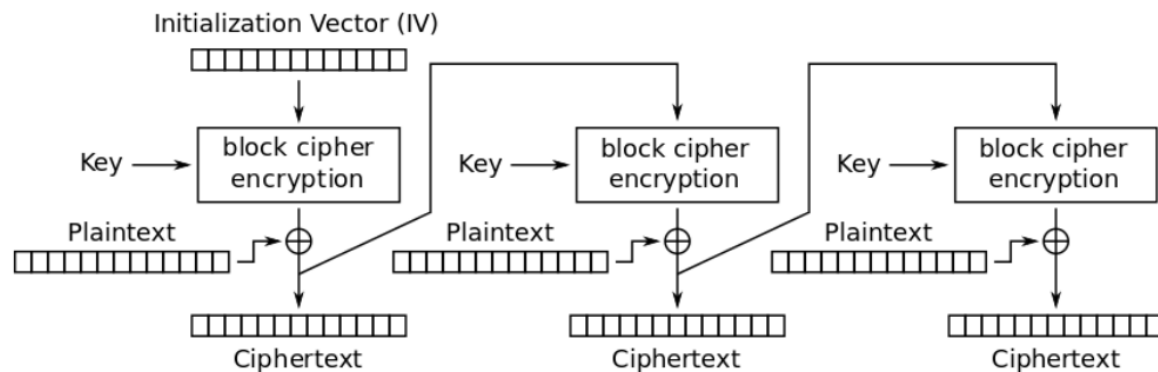 Initialization Vector (IV)
Key
block cipher
encryption
Key
block cipher
encryption
Key
block cipher
encryption
Plaintext
Plaintext
Plaintext
Ciphertext
Ciphertext
Ciphertext